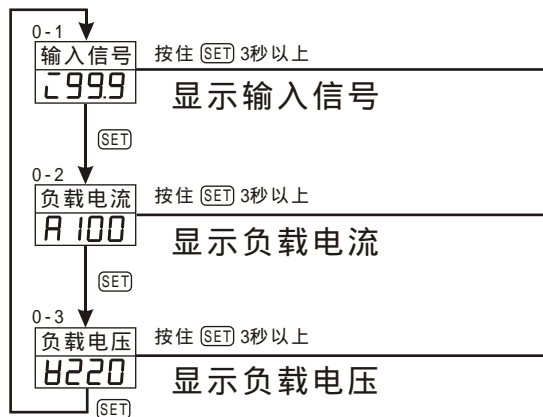 0-1
输入信号
按住 SET 3秒以上
显示输入信号
SET
0-2
负载电流
按住 SET 3秒以上
A 100
显示负载电流
SET
0-3
负载电压
按住 SET 3秒以上
显示负载电压
SET